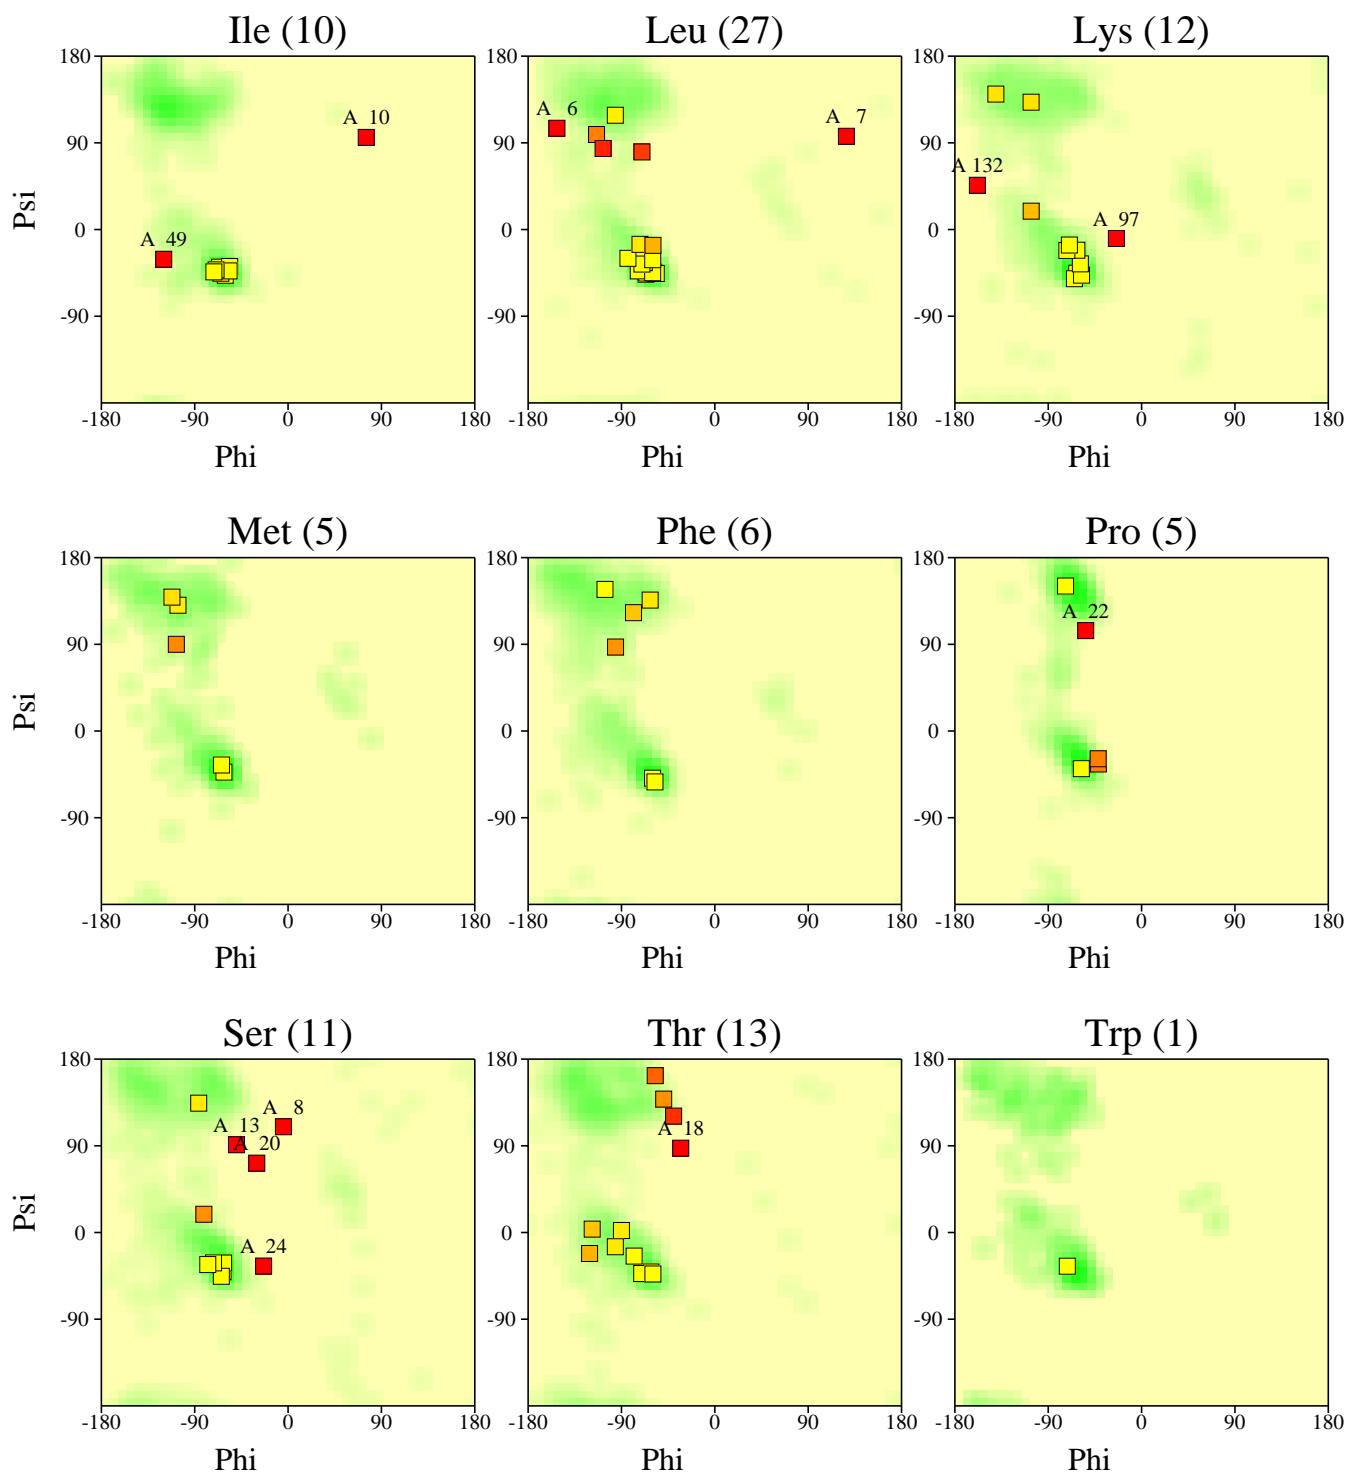 Ile (10) Leu (27) Lys (12)
180 180 180
A 10
A 6 A 7
90 90 90
A 132
Psi
A 49 A 97
0 0 0
-90 -90 -90
-180 -90 0 90 180 -180 -90 0 90 180 -180 -90 0 90 180
Phi Phi Phi
Met (5) Phe (6) Pro (5)
180 180 180
A 22
90 90 90
Psi
0 0 0
-90 -90 -90
-180 -90 0 90 180 -180 -90 0 90 180 -180 -90 0 90 180
Phi Phi Phi
Ser (11) Thr (13) Trp (1)
180 180 180
A 8
A 13 A 18
A 20
90 90 90
Psi
0 0 0
A 24
-90 -90 -90
-180 -90 0 90 180 -180 -90 0 90 180 -180 -90 0 90 180
Phi Phi Phi